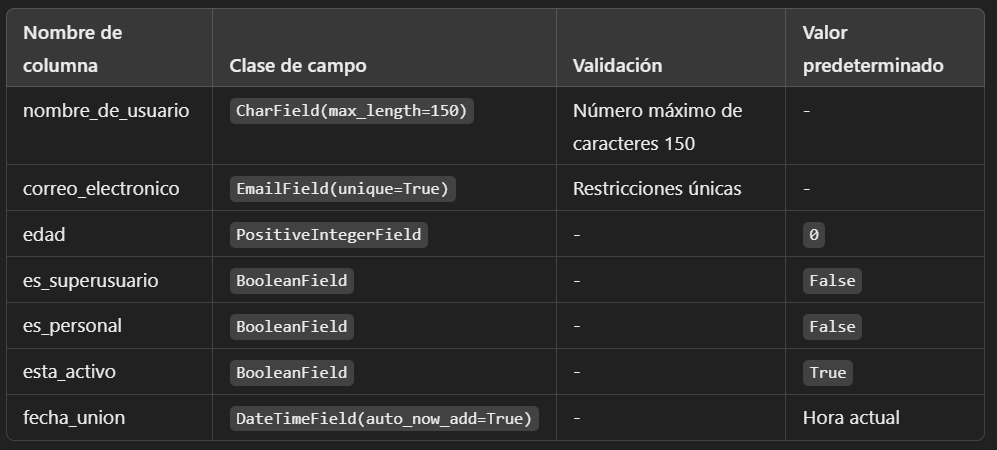 Nombre de columna | Clase de campo | Validación | Valor predeterminado
nombre_de_usuario | CharField(max_length=150) | Número máximo de caracteres 150 | -
correo_electronico | EmailField(unique=True) | Restricciones únicas | -
edad | PositiveIntegerField | - | 0
es_superusuario | BooleanField | - | False
es_personal | BooleanField | - | False
esta_activo | BooleanField | - | True
fecha_union | DateTimeField(auto_now_add=True) | - | Hora actual